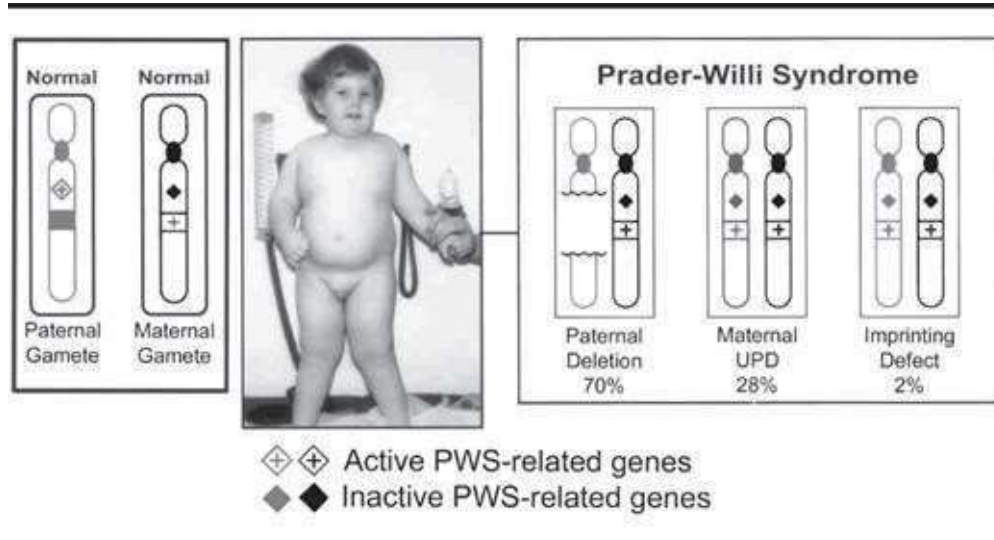 Normal
Normal
Paternal
Gamete
Maternal
Gamete
Prader-Willi Syndrome
Paternal
Deletion
70%
Maternal
UPD
28%
Imprinting
Defect
2%
Active PWS-related genes
Inactive PWS-related genes